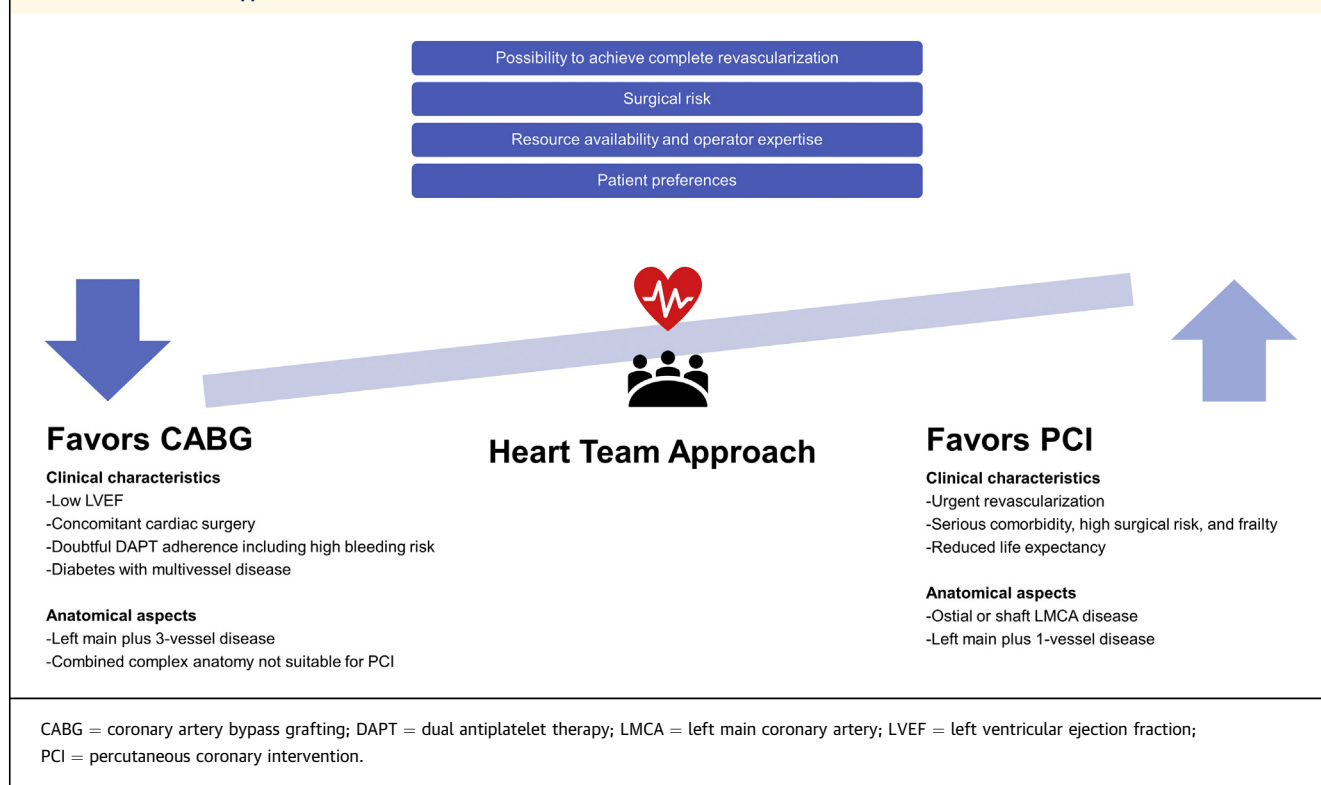 Possibility to achieve complete revascularization
Surgical risk
Resource availability and operator expertise
Patient preferences
Favors CABG
Clinical characteristics
-Low LVEF
-Concomitant cardiac surgery
-Doubtful DAPT adherence including high bleeding risk
-Diabetes with multivessel disease
Anatomical aspects
-Left main plus 3-vessel disease
-Combined complex anatomy not suitable for PCI
Heart Team Approach
Favors PCI
Clinical characteristics
-Urgent revascularization
-Serious comorbidity, high surgical risk, and frailty
-Reduced life expectancy
Anatomical aspects
-Ostial or shaft LMCA disease
-Left main plus 1-vessel disease
CABG = coronary artery bypass grafting; DAPT = dual antiplatelet therapy; LMCA = left main coronary artery; LVEF = left ventricular ejection fraction;
PCI = percutaneous coronary intervention.